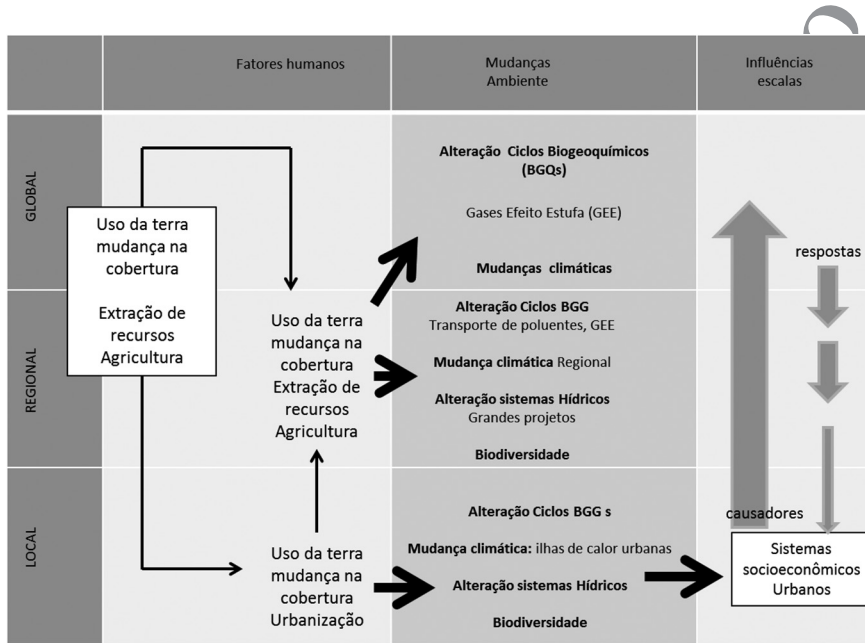 Fatores humanos
Mudanças
Ambiente
Influências
escalas
GLOBAL
REGIONAL
LOCAL
Uso da terra
mudança na
cobertura
Extração de
recursos
Agricultura
Uso da terra
mudança na
cobertura
Extração de
recursos
Agricultura
Uso da terra
mudança na
cobertura
Urbanização
Alteração Ciclos Biogeoquímicos
(BGQs)
Gases Efeito Estufa (GEE)
Mudanças climáticas
Alteração Ciclos BGG
Transporte de poluentes, GEE
Mudança climática Regional
Alteração sistemas Hídricos
Grandes projetos
Biodiversidade
Alteração Ciclos BGG s
Mudança climática: ilhas de calor urbanas
Alteração sistemas Hídricos
Biodiversidade
respostas
causadores
Sistemas
socioeconômicos
Urbanos